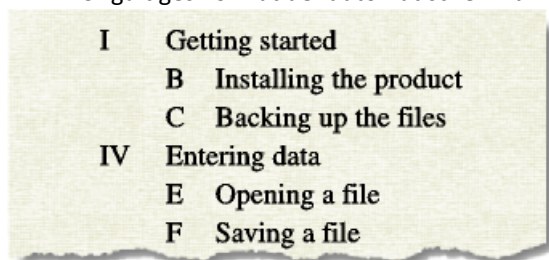 I Getting started
B Installing the product
C Backing up the files
IV Entering data
E Opening a file
F Saving a file